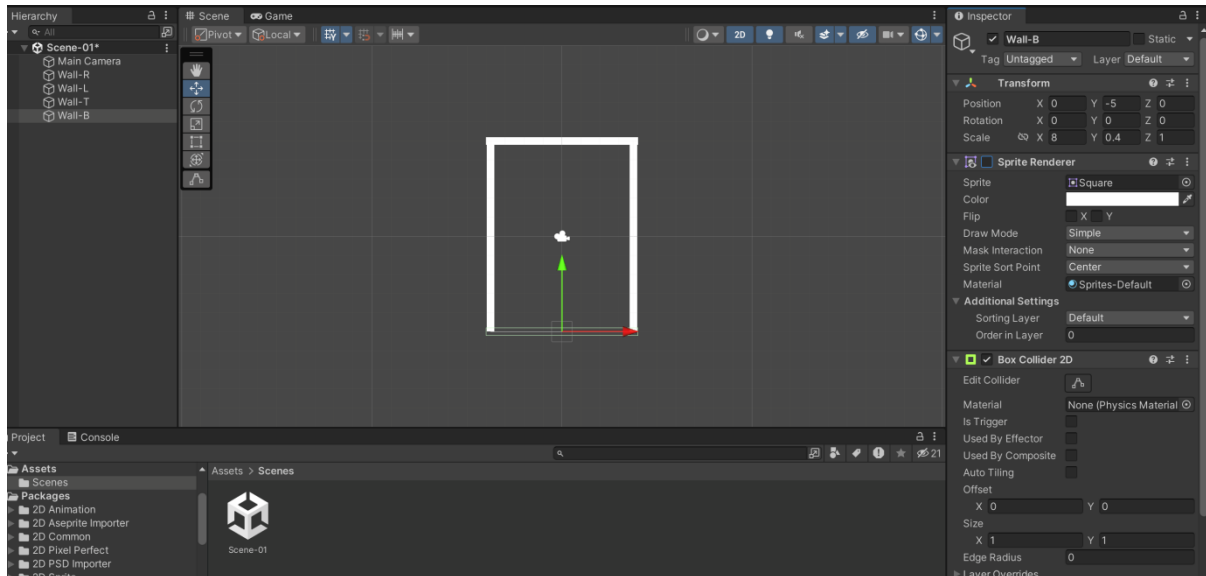 Hierarchy
All
Scene-01*
Main Camera
Wall-R
Wall-L
Wall-T
Wall-B
Scene
Game
Pivot
Local
2D
Inspector
Wall-B
Static
Tag Untagged Layer Default
Transform
Position X 0 Y -5 Z 0
Rotation X 0 Y 0 Z 0
Scale X 8 Y 0.4 Z 1
Sprite Renderer
Sprite Square
Color
Flip X Y
Draw Mode Simple
Mask Interaction None
Sprite Sort Point Center
Material Sprites-Default
Additional Settings
Sorting Layer Default
Order in Layer 0
Box Collider 2D
Edit Collider
Material None (Physics Material
Is Trigger
Used By Effector
Used By Composite
Auto Tiling
Offset
X 0 Y 0
Size
X 1 Y 1
Edge Radius 0
Layer Overrides
Project
Console
21
Assets
Scenes
Packages
2D Animation
2D Aseprite Importer
2D Common
2D Pixel Perfect
2D PSD Importer
2D Sprite
Assets > Scenes
Scene-01